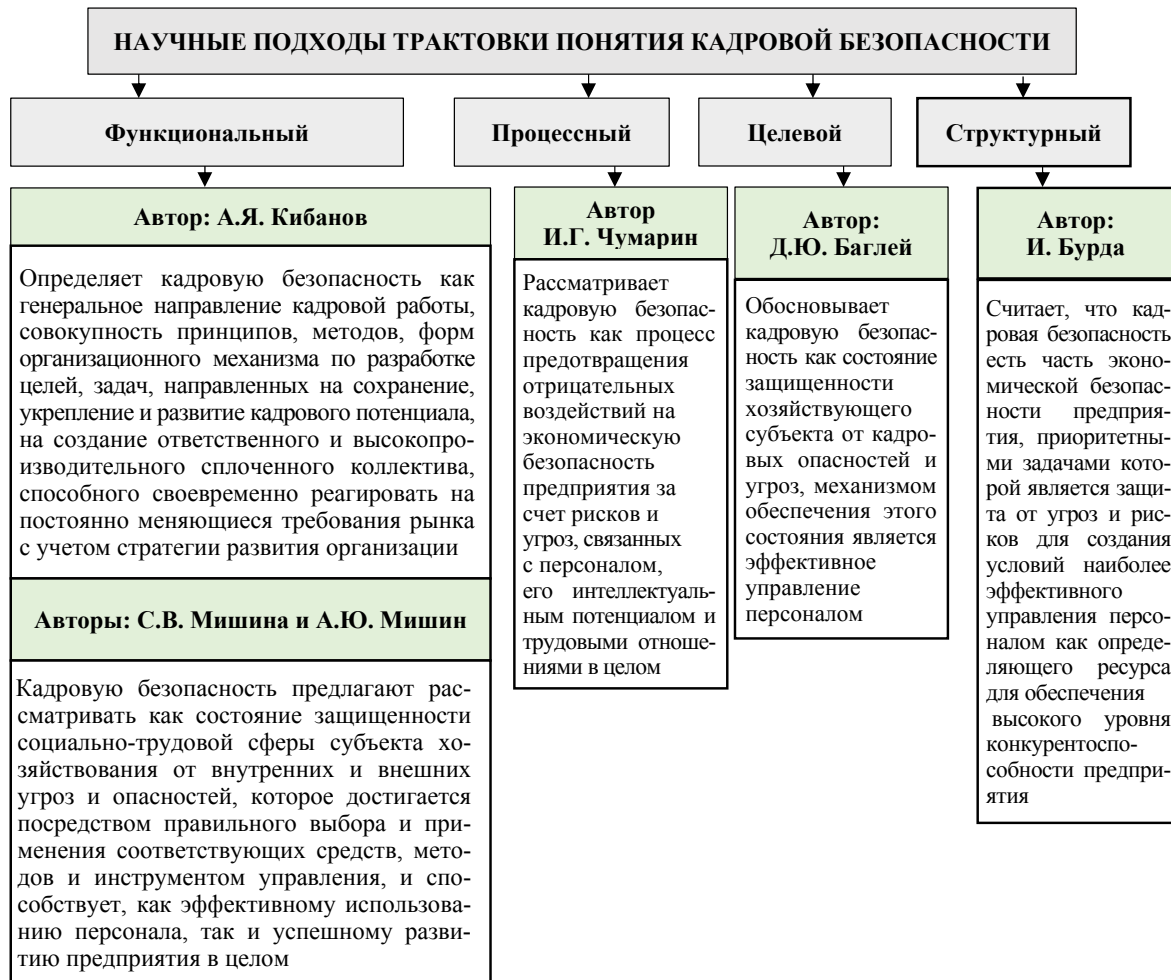 НАУЧНЫЕ ПОДХОДЫ ТРАКТОВКИ ПОНЯТИЯ КАДРОВОЙ БЕЗОПАСНОСТИ
Функциональный
Автор: А.Я. Кибанов
Определяет кадровую безопасность как
генеральное направление кадровой работы,
совокупность принципов, методов, форм
организационного механизма по разработке
целей, задач, направленных на сохранение,
укрепление и развитие кадрового потенциала,
на создание ответственного и высокопро-
изводительного сплоченного коллектива,
способного своевременно реагировать на
постоянно меняющиеся требования рынка
с учетом стратегии развития организации
Авторы: С.В. Мишина и А.Ю. Мишин
Кадровую безопасность предлагают рас-
сматривать как состояние защищенности
социально-трудовой сферы субъекта хо-
зяйствования от внутренних и внешних
угроз и опасностей, которое достигается
посредством правильного выбора и при-
менения соответствующих средств, мето-
дов и инструментом управления, и спо-
собствует, как эффективному использова-
нию персонала, так и успешному разви-
тию предприятия в целом
Процессный
Автор
И.Г. Чумарин
Рассматривает
кадровую безопас-
ность как процесс
предотвращения
отрицательных
воздействий на
экономическую
безопасность
предприятия за
счет рисков и
угроз, связанных
с персоналом,
его интеллектуаль-
ным потенциалом и
трудовыми отноше-
ниями в целом
Целевой
Автор:
Д.Ю. Баглей
Обосновывает
кадровую безопас-
ность как состояние
защищенности
хозяйствующего
субъекта от кадро-
вых опасностей и
угроз, механизмом
обеспечения этого
состояния является
эффективное
управление
персоналом
Структурный
Автор:
И. Бурда
Считает, что кад-
ровая безопасность
есть часть эконо-
мической безопас-
ности предприя-
тия, приоритетны-
ми задачами кото-
рой является защи-
та от угроз и рис-
ков для создания
условий наиболее
эффективного
управления персо-
налом как опреде-
ляющего ресурса
для обеспечения
высокого уровня
конкурентоспо-
собности предпри-
ятия